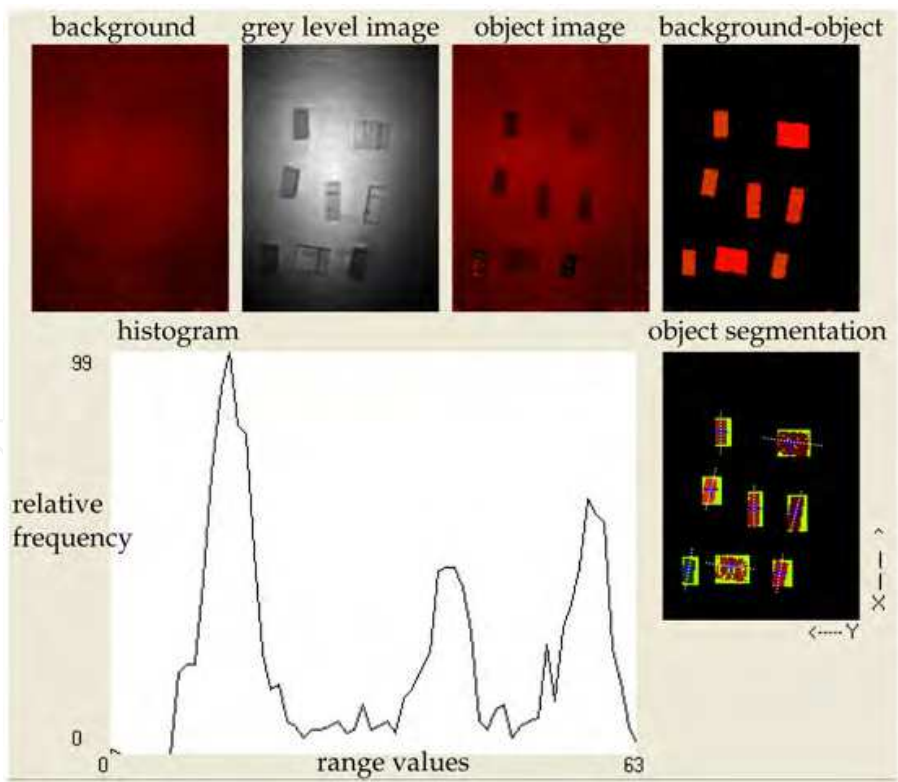 background
grey level image
object image
background-object
histogram
object segmentation
99
relative
frequency
0
0
range values
63
X
<----- Y